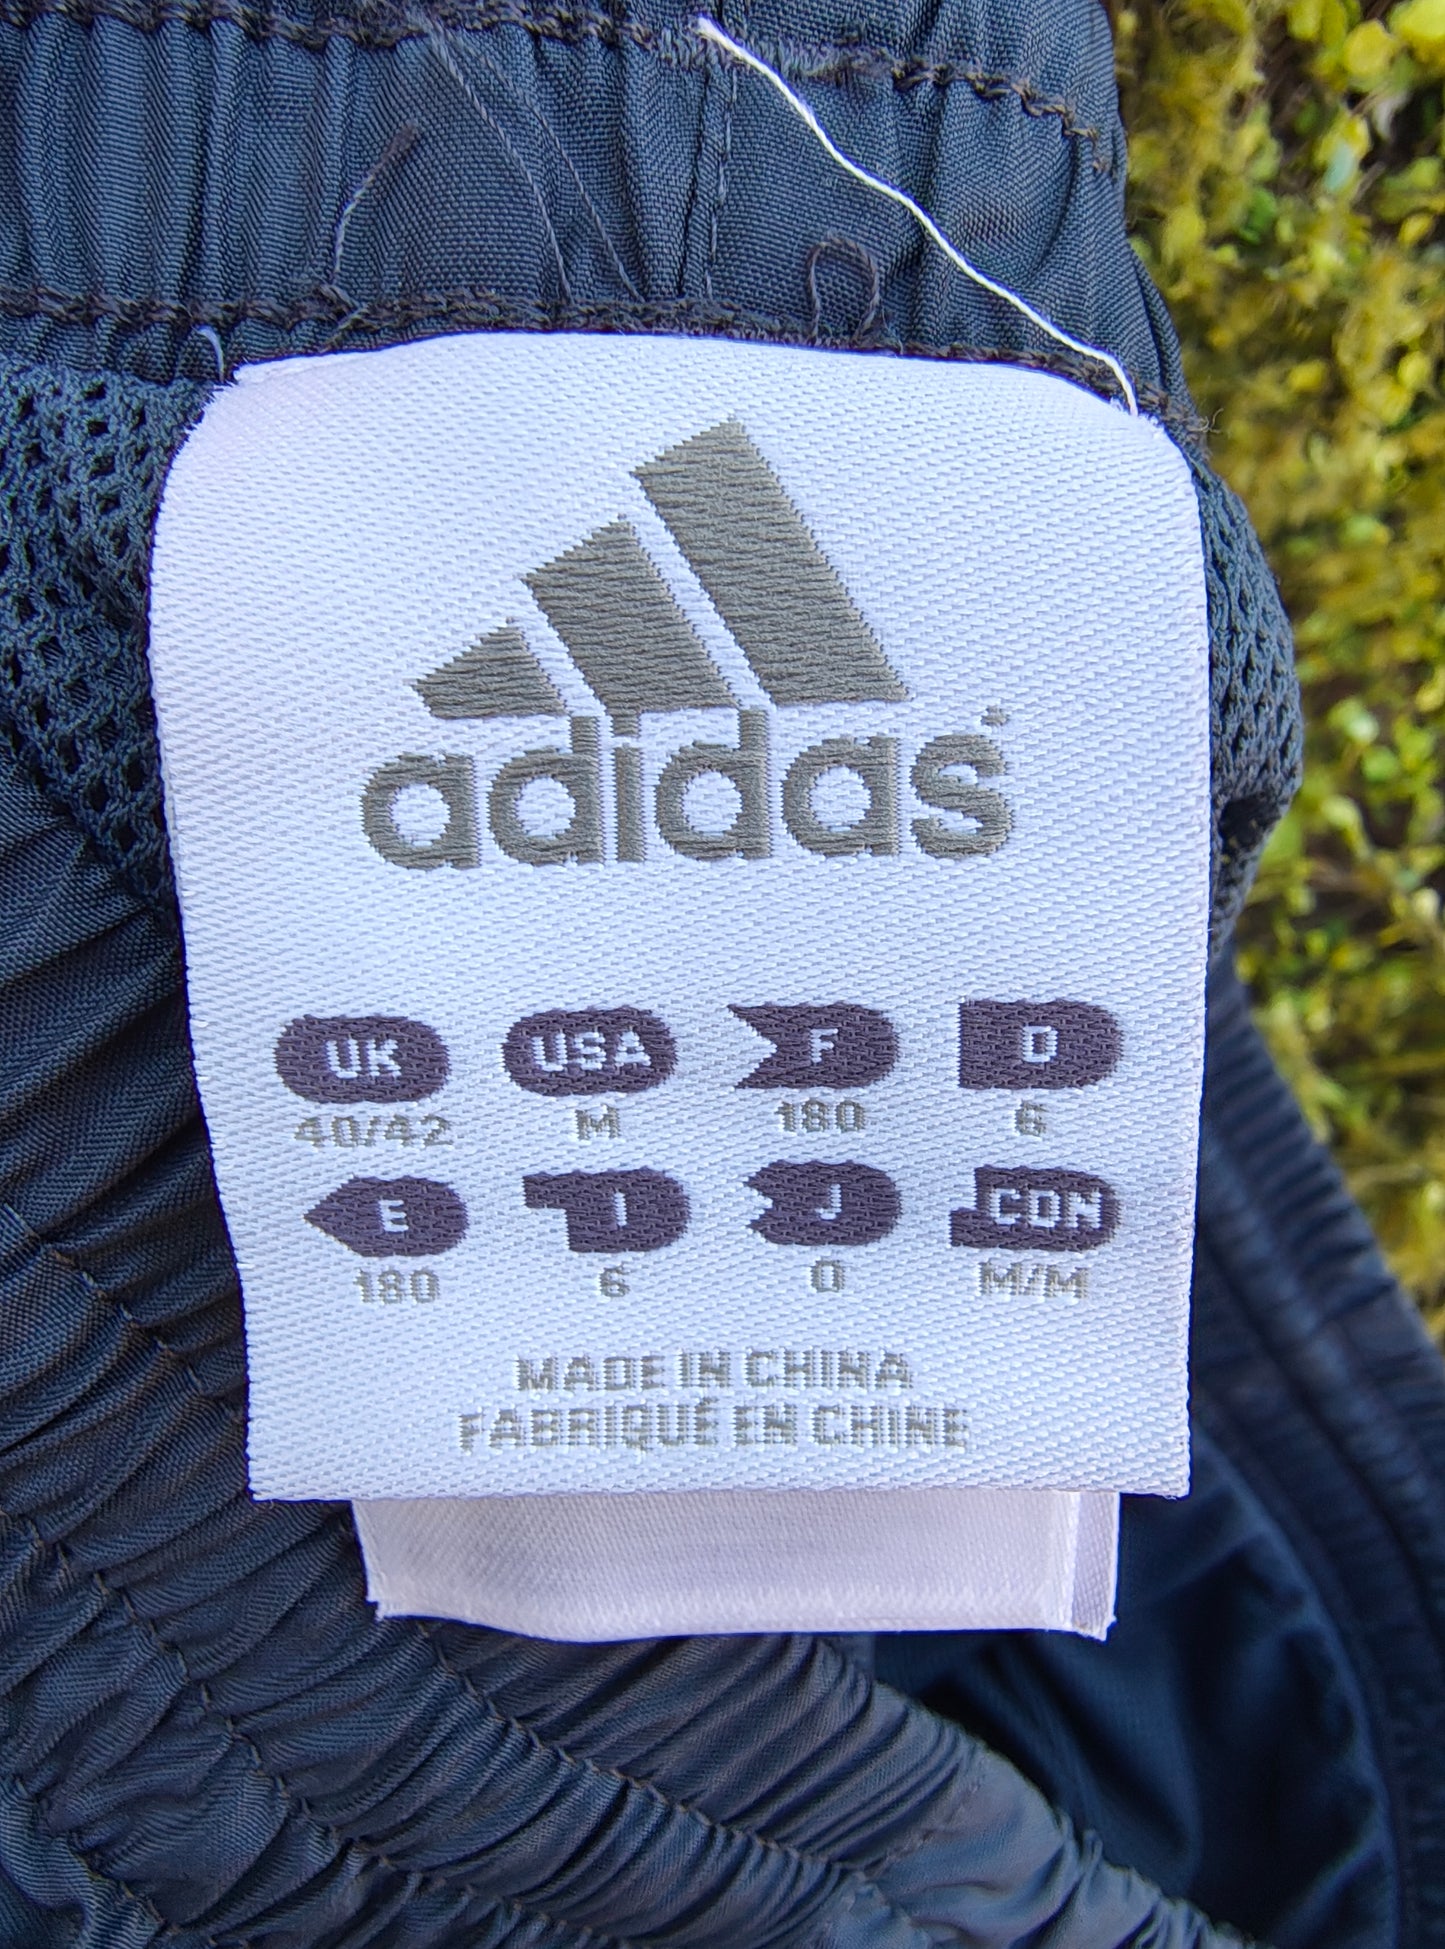 adidas
UK USA F D
40/42 M 180 6
E I J CDN
180 6 O M/M
MADE IN CHINA
FABRIQUÉ EN CHINE